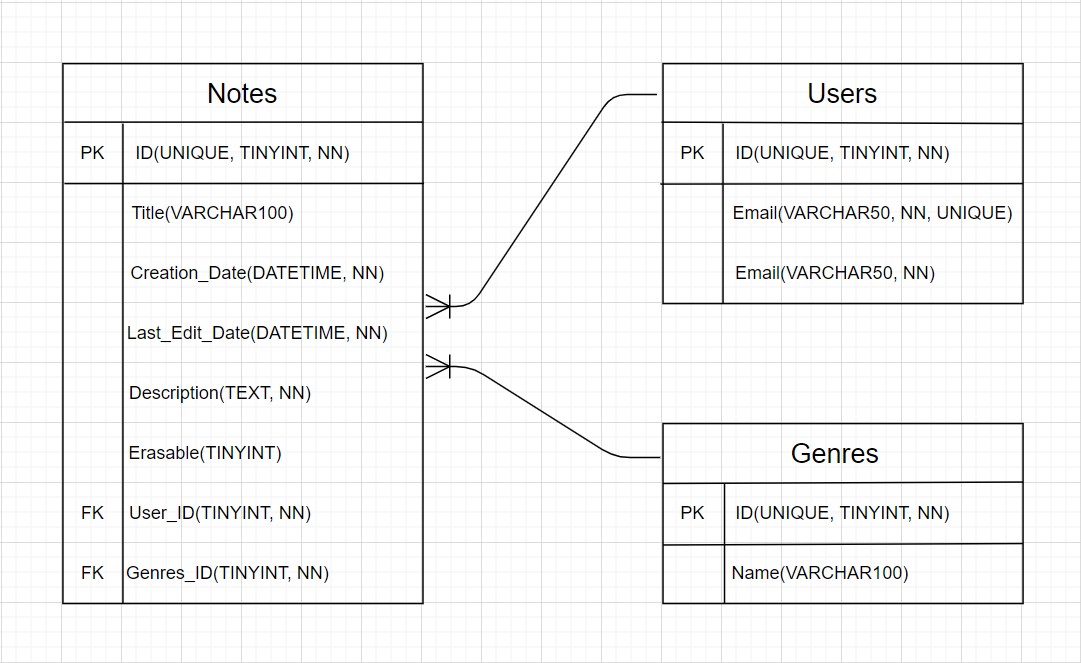 Notes
PK ID(UNIQUE, TINYINT, NN)
Title(VARCHAR100)
Creation_Date(DATETIME, NN)
Last_Edit_Date(DATETIME, NN)
Description(TEXT, NN)
Erasable(TINYINT)
FK User_ID(TINYINT, NN)
FK Genres_ID(TINYINT, NN)
Users
PK ID(UNIQUE, TINYINT, NN)
Email(VARCHAR50, NN, UNIQUE)
Email(VARCHAR50, NN)
Genres
PK ID(UNIQUE, TINYINT, NN)
Name(VARCHAR100)